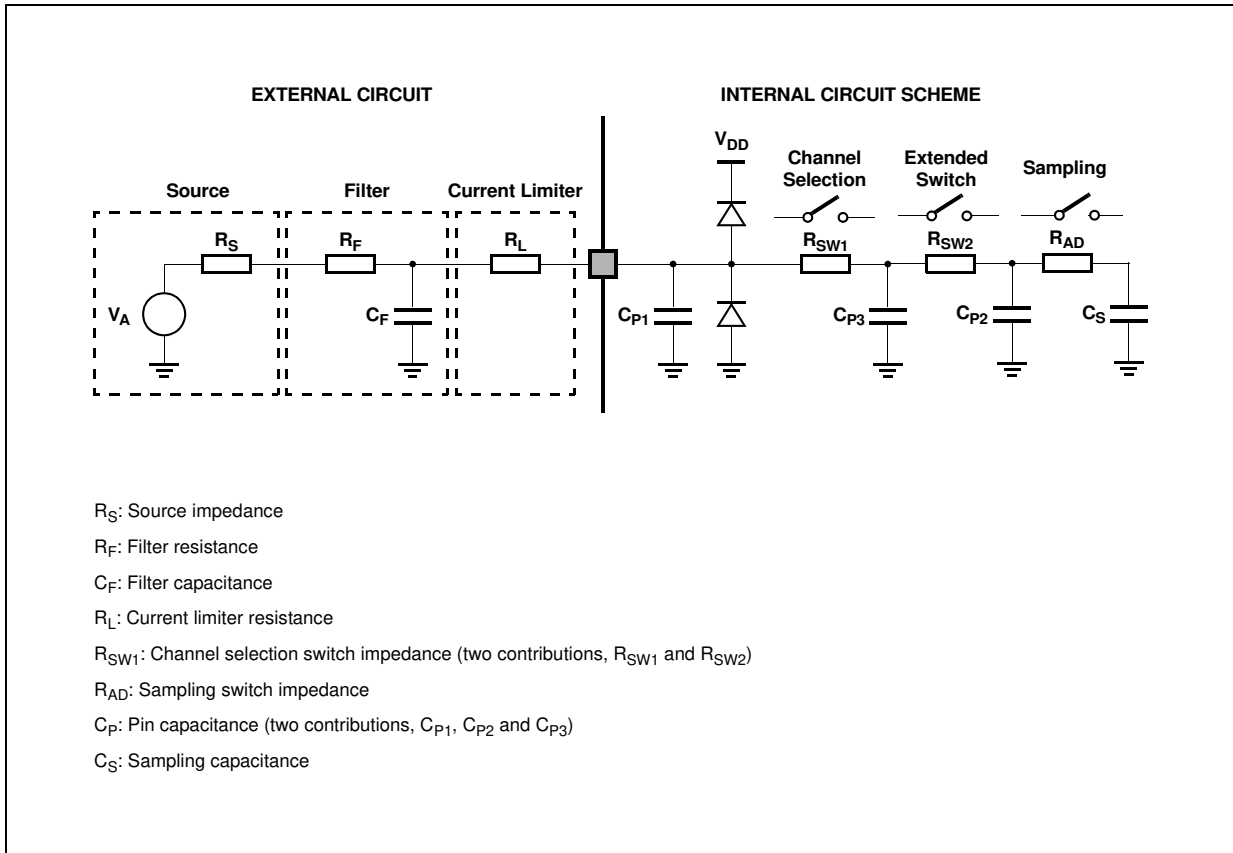 EXTERNAL CIRCUIT
INTERNAL CIRCUIT SCHEME
Source
Filter
Current Limiter
VDD
Channel
Selection
Extended
Switch
Sampling
RS
RF
RL
RSW1
RSW2
RAD
VA
CF
CP1
CP3
CP2
CS
RS: Source impedance
RF: Filter resistance
CF: Filter capacitance
RL: Current limiter resistance
RSW1: Channel selection switch impedance (two contributions, RSW1 and RSW2)
RAD: Sampling switch impedance
CP: Pin capacitance (two contributions, CP1, CP2 and CP3)
CS: Sampling capacitance